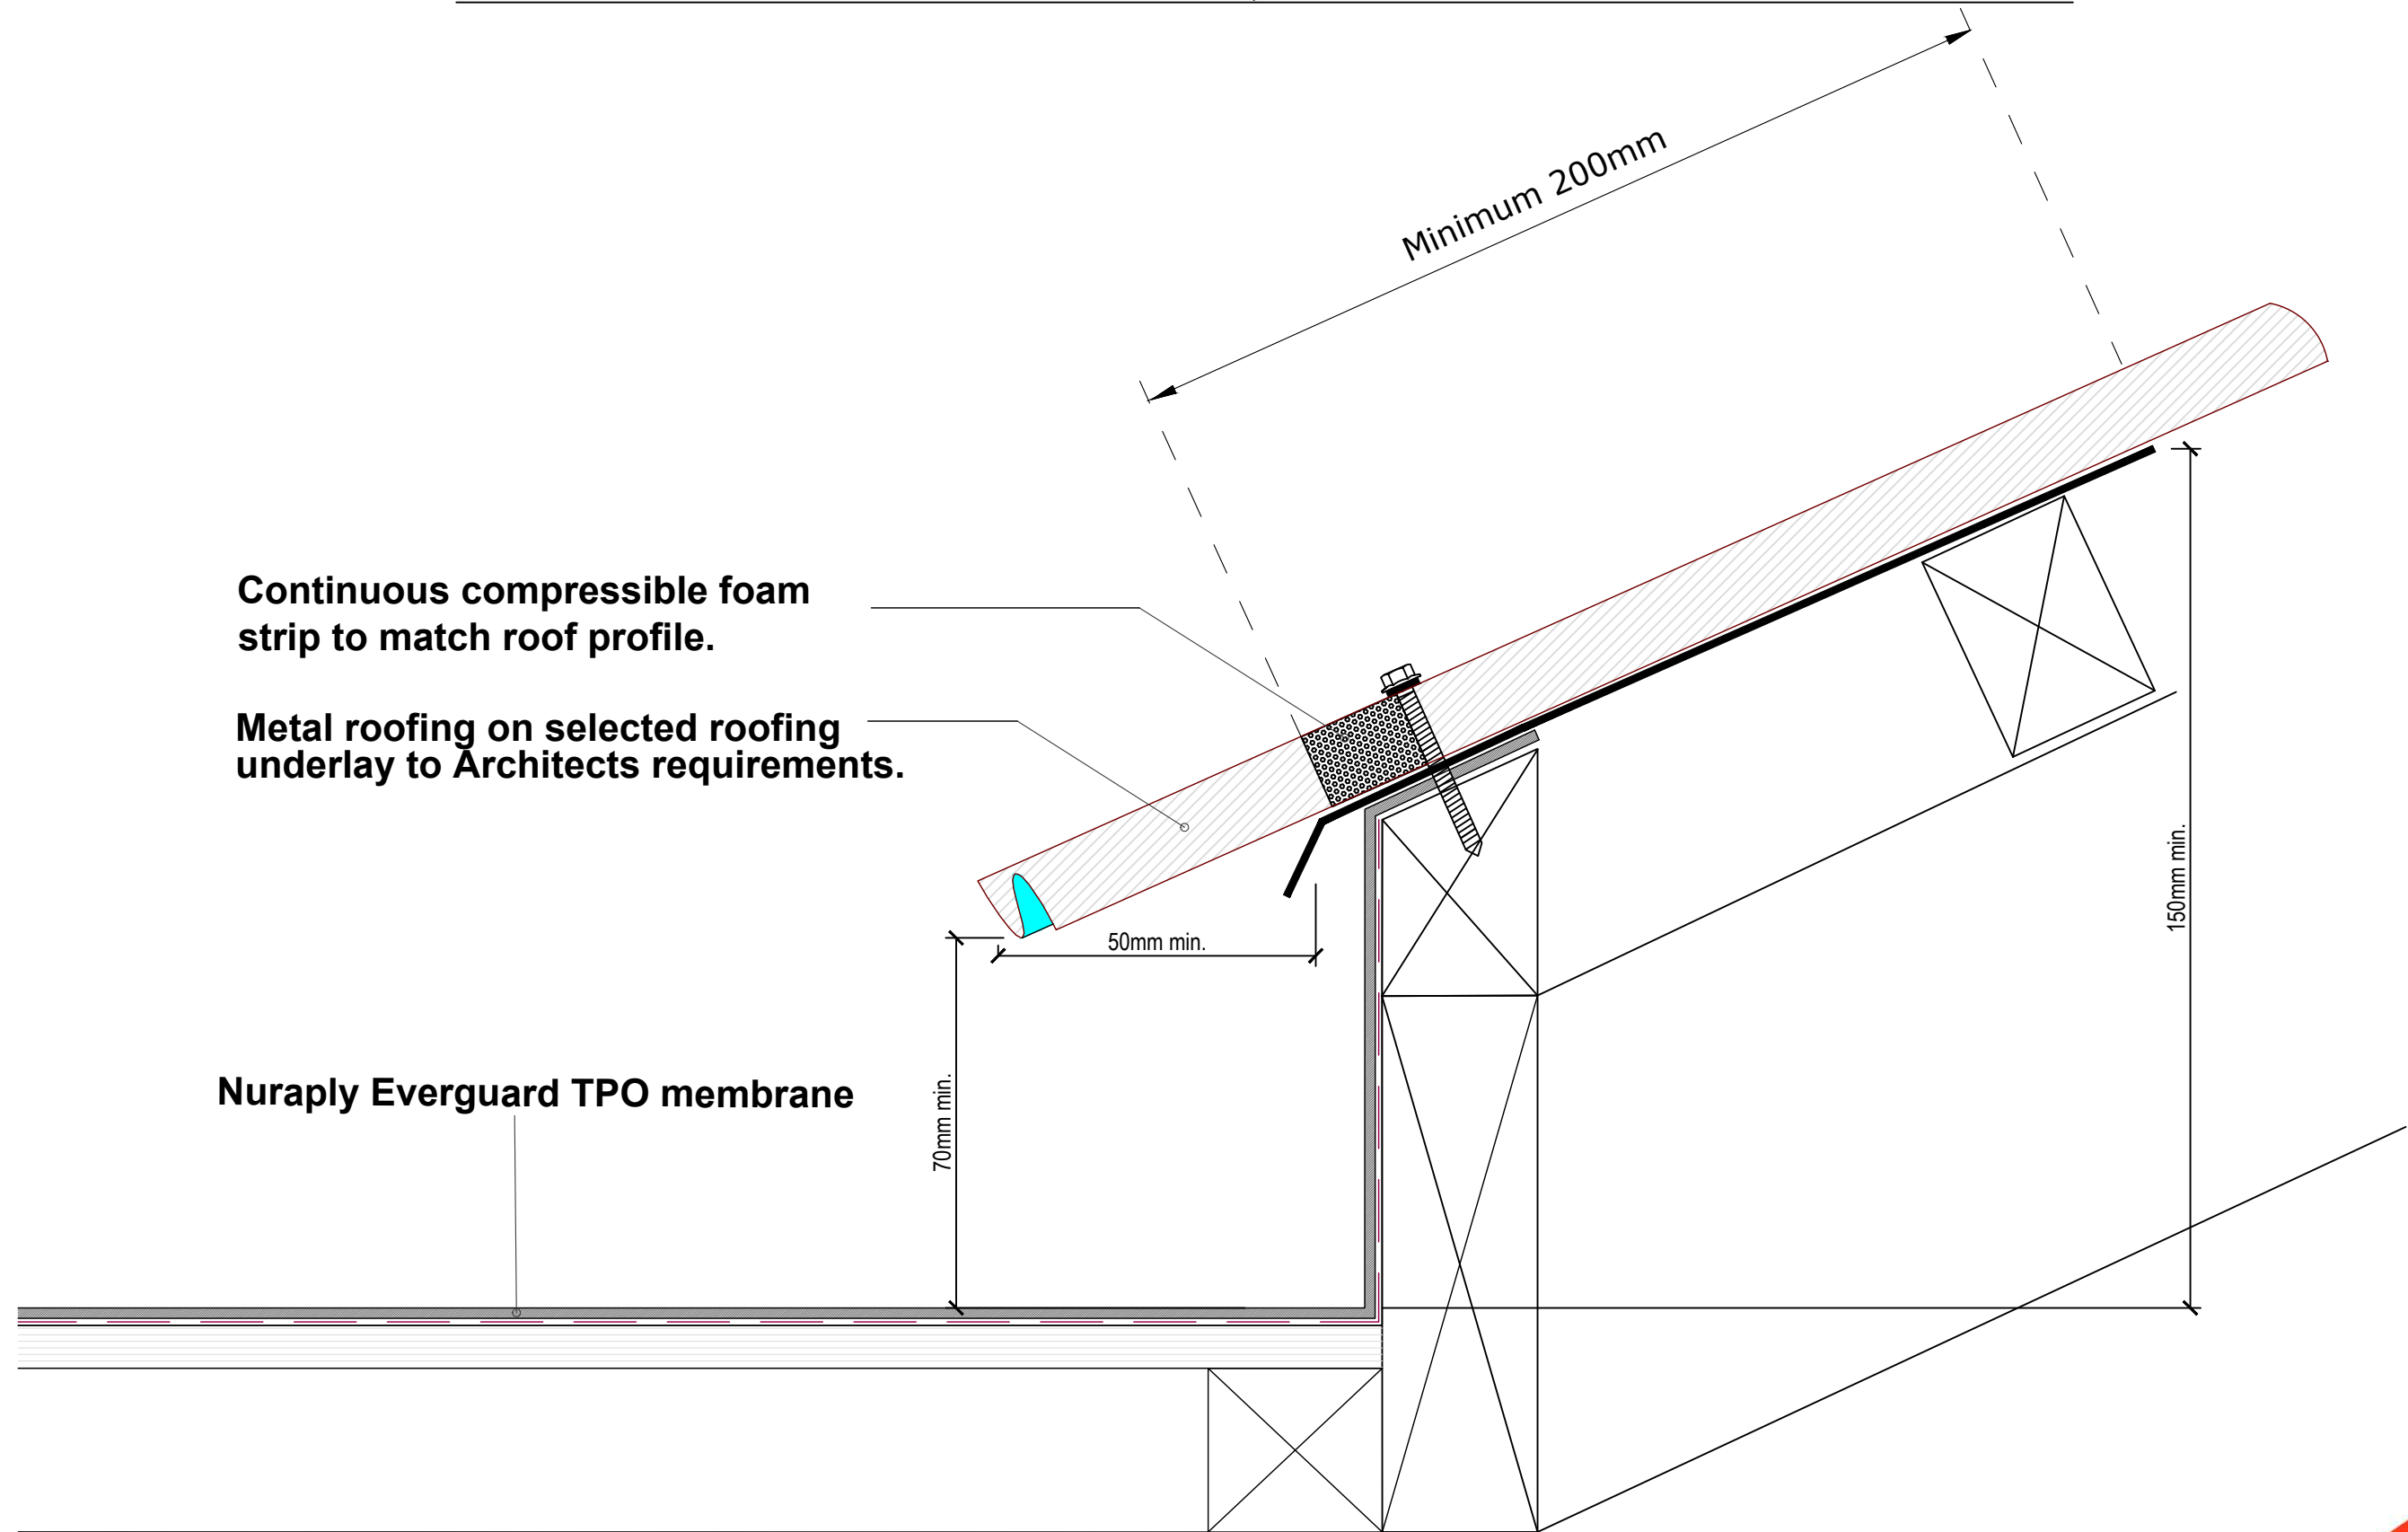 Minimum 200mm
Continuous compressible foam
strip to match roof profile.
Metal roofing on selected roofing
underlay to Architects requirements.
50mm min.
150mm min.
70mm min.
Nuraply Everguard TPO membrane